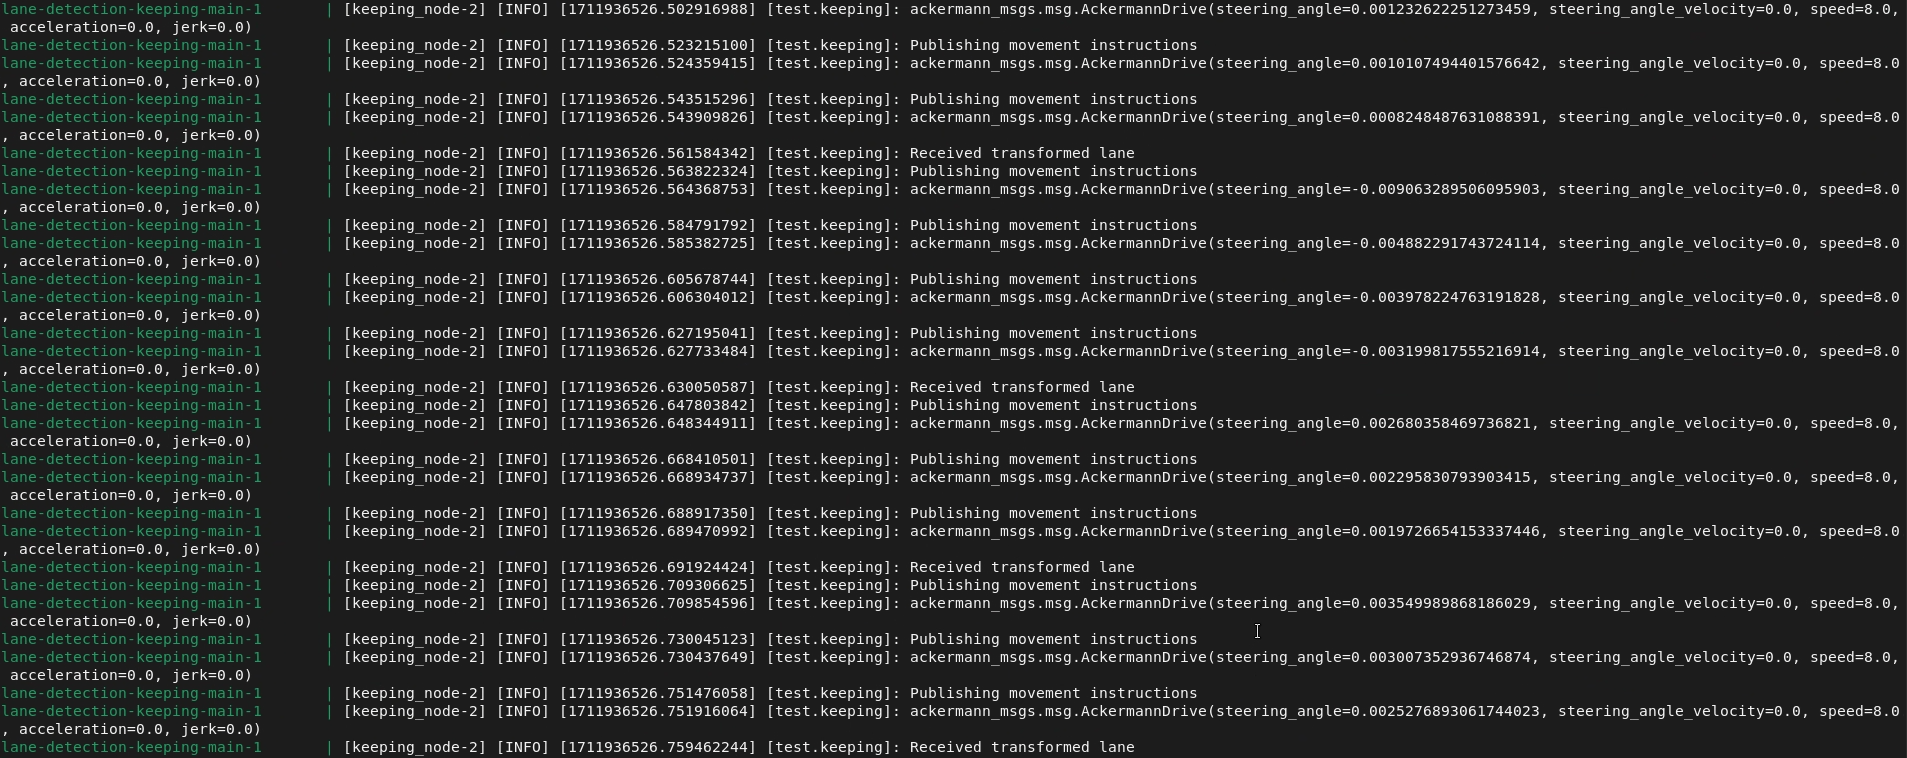 lane-detection-keeping-main-1       | [keeping_node-2] [INFO] [1711936526.502916988] [test.keeping]: ackermann_msgs.msg.AckermannDrive(steering_angle=0.001232622251273459, steering_angle_velocity=0.0, speed=8.0,
 acceleration=0.0, jerk=0.0)
lane-detection-keeping-main-1       | [keeping_node-2] [INFO] [1711936526.523215100] [test.keeping]: Publishing movement instructions
lane-detection-keeping-main-1       | [keeping_node-2] [INFO] [1711936526.524359415] [test.keeping]: ackermann_msgs.msg.AckermannDrive(steering_angle=0.0010107494401576642, steering_angle_velocity=0.0, speed=8.0
, acceleration=0.0, jerk=0.0)
lane-detection-keeping-main-1       | [keeping_node-2] [INFO] [1711936526.543515296] [test.keeping]: Publishing movement instructions
lane-detection-keeping-main-1       | [keeping_node-2] [INFO] [1711936526.543909826] [test.keeping]: ackermann_msgs.msg.AckermannDrive(steering_angle=0.0008248487631088391, steering_angle_velocity=0.0, speed=8.0
, acceleration=0.0, jerk=0.0)
lane-detection-keeping-main-1       | [keeping_node-2] [INFO] [1711936526.561584342] [test.keeping]: Received transformed lane
lane-detection-keeping-main-1       | [keeping_node-2] [INFO] [1711936526.563822324] [test.keeping]: Publishing movement instructions
lane-detection-keeping-main-1       | [keeping_node-2] [INFO] [1711936526.564368753] [test.keeping]: ackermann_msgs.msg.AckermannDrive(steering_angle=-0.009063289506095903, steering_angle_velocity=0.0, speed=8.0
, acceleration=0.0, jerk=0.0)
lane-detection-keeping-main-1       | [keeping_node-2] [INFO] [1711936526.584791792] [test.keeping]: Publishing movement instructions
lane-detection-keeping-main-1       | [keeping_node-2] [INFO] [1711936526.585382725] [test.keeping]: ackermann_msgs.msg.AckermannDrive(steering_angle=-0.004882291743724114, steering_angle_velocity=0.0, speed=8.0
, acceleration=0.0, jerk=0.0)
lane-detection-keeping-main-1       | [keeping_node-2] [INFO] [1711936526.605678744] [test.keeping]: Publishing movement instructions
lane-detection-keeping-main-1       | [keeping_node-2] [INFO] [1711936526.606304012] [test.keeping]: ackermann_msgs.msg.AckermannDrive(steering_angle=-0.003978224763191828, steering_angle_velocity=0.0, speed=8.0
, acceleration=0.0, jerk=0.0)
lane-detection-keeping-main-1       | [keeping_node-2] [INFO] [1711936526.627195041] [test.keeping]: Publishing movement instructions
lane-detection-keeping-main-1       | [keeping_node-2] [INFO] [1711936526.627733484] [test.keeping]: ackermann_msgs.msg.AckermannDrive(steering_angle=-0.003199817555216914, steering_angle_velocity=0.0, speed=8.0
, acceleration=0.0, jerk=0.0)
lane-detection-keeping-main-1       | [keeping_node-2] [INFO] [1711936526.630050587] [test.keeping]: Received transformed lane
lane-detection-keeping-main-1       | [keeping_node-2] [INFO] [1711936526.647803842] [test.keeping]: Publishing movement instructions
lane-detection-keeping-main-1       | [keeping_node-2] [INFO] [1711936526.648344911] [test.keeping]: ackermann_msgs.msg.AckermannDrive(steering_angle=0.002680358469736821, steering_angle_velocity=0.0, speed=8.0,
 acceleration=0.0, jerk=0.0)
lane-detection-keeping-main-1       | [keeping_node-2] [INFO] [1711936526.668410501] [test.keeping]: Publishing movement instructions
lane-detection-keeping-main-1       | [keeping_node-2] [INFO] [1711936526.668934737] [test.keeping]: ackermann_msgs.msg.AckermannDrive(steering_angle=0.002295830793903415, steering_angle_velocity=0.0, speed=8.0,
 acceleration=0.0, jerk=0.0)
lane-detection-keeping-main-1       | [keeping_node-2] [INFO] [1711936526.688917350] [test.keeping]: Publishing movement instructions
lane-detection-keeping-main-1       | [keeping_node-2] [INFO] [1711936526.689470992] [test.keeping]: ackermann_msgs.msg.AckermannDrive(steering_angle=0.0019726654153337446, steering_angle_velocity=0.0, speed=8.0
, acceleration=0.0, jerk=0.0)
lane-detection-keeping-main-1       | [keeping_node-2] [INFO] [1711936526.691924424] [test.keeping]: Received transformed lane
lane-detection-keeping-main-1       | [keeping_node-2] [INFO] [1711936526.709306625] [test.keeping]: Publishing movement instructions
lane-detection-keeping-main-1       | [keeping_node-2] [INFO] [1711936526.709854596] [test.keeping]: ackermann_msgs.msg.AckermannDrive(steering_angle=0.003549989868186029, steering_angle_velocity=0.0, speed=8.0,
 acceleration=0.0, jerk=0.0)
lane-detection-keeping-main-1       | [keeping_node-2] [INFO] [1711936526.730045123] [test.keeping]: Publishing movement instructions
lane-detection-keeping-main-1       | [keeping_node-2] [INFO] [1711936526.730437649] [test.keeping]: ackermann_msgs.msg.AckermannDrive(steering_angle=0.003007352936746874, steering_angle_velocity=0.0, speed=8.0,
 acceleration=0.0, jerk=0.0)
lane-detection-keeping-main-1       | [keeping_node-2] [INFO] [1711936526.751476058] [test.keeping]: Publishing movement instructions
lane-detection-keeping-main-1       | [keeping_node-2] [INFO] [1711936526.751916064] [test.keeping]: ackermann_msgs.msg.AckermannDrive(steering_angle=0.0025276893061744023, steering_angle_velocity=0.0, speed=8.0
, acceleration=0.0, jerk=0.0)
lane-detection-keeping-main-1       | [keeping_node-2] [INFO] [1711936526.759462244] [test.keeping]: Received transformed lane